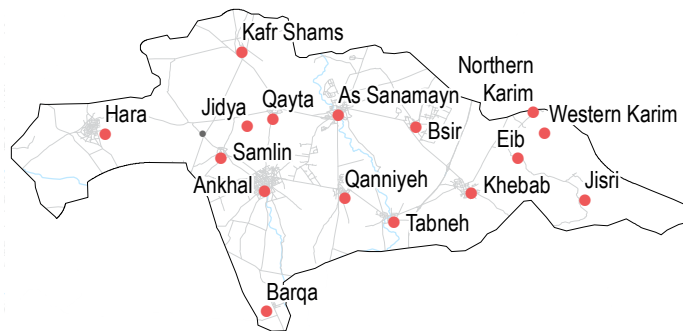 Kafr Shams
Northern
Karim
Hara
Jidya
Qayta
As Sanamayn
Western Karim
Bsir
Eib
Samlin
Ankhal
Qanniyeh
Khebab
Jisri
Tabneh
Barqa